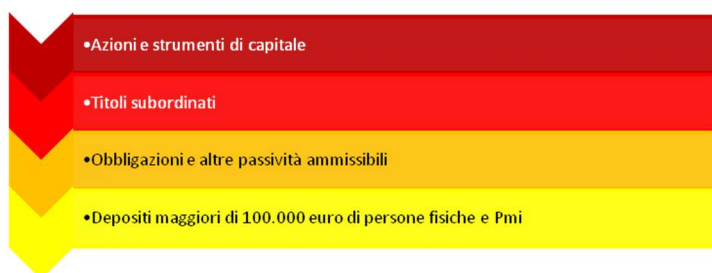 •Azioni e strumenti di capitale
•Titoli subordinati
•Obbligazioni e altre passività ammissibili
•Depositi maggiori di 100.000 euro di persone fisiche e Pmi